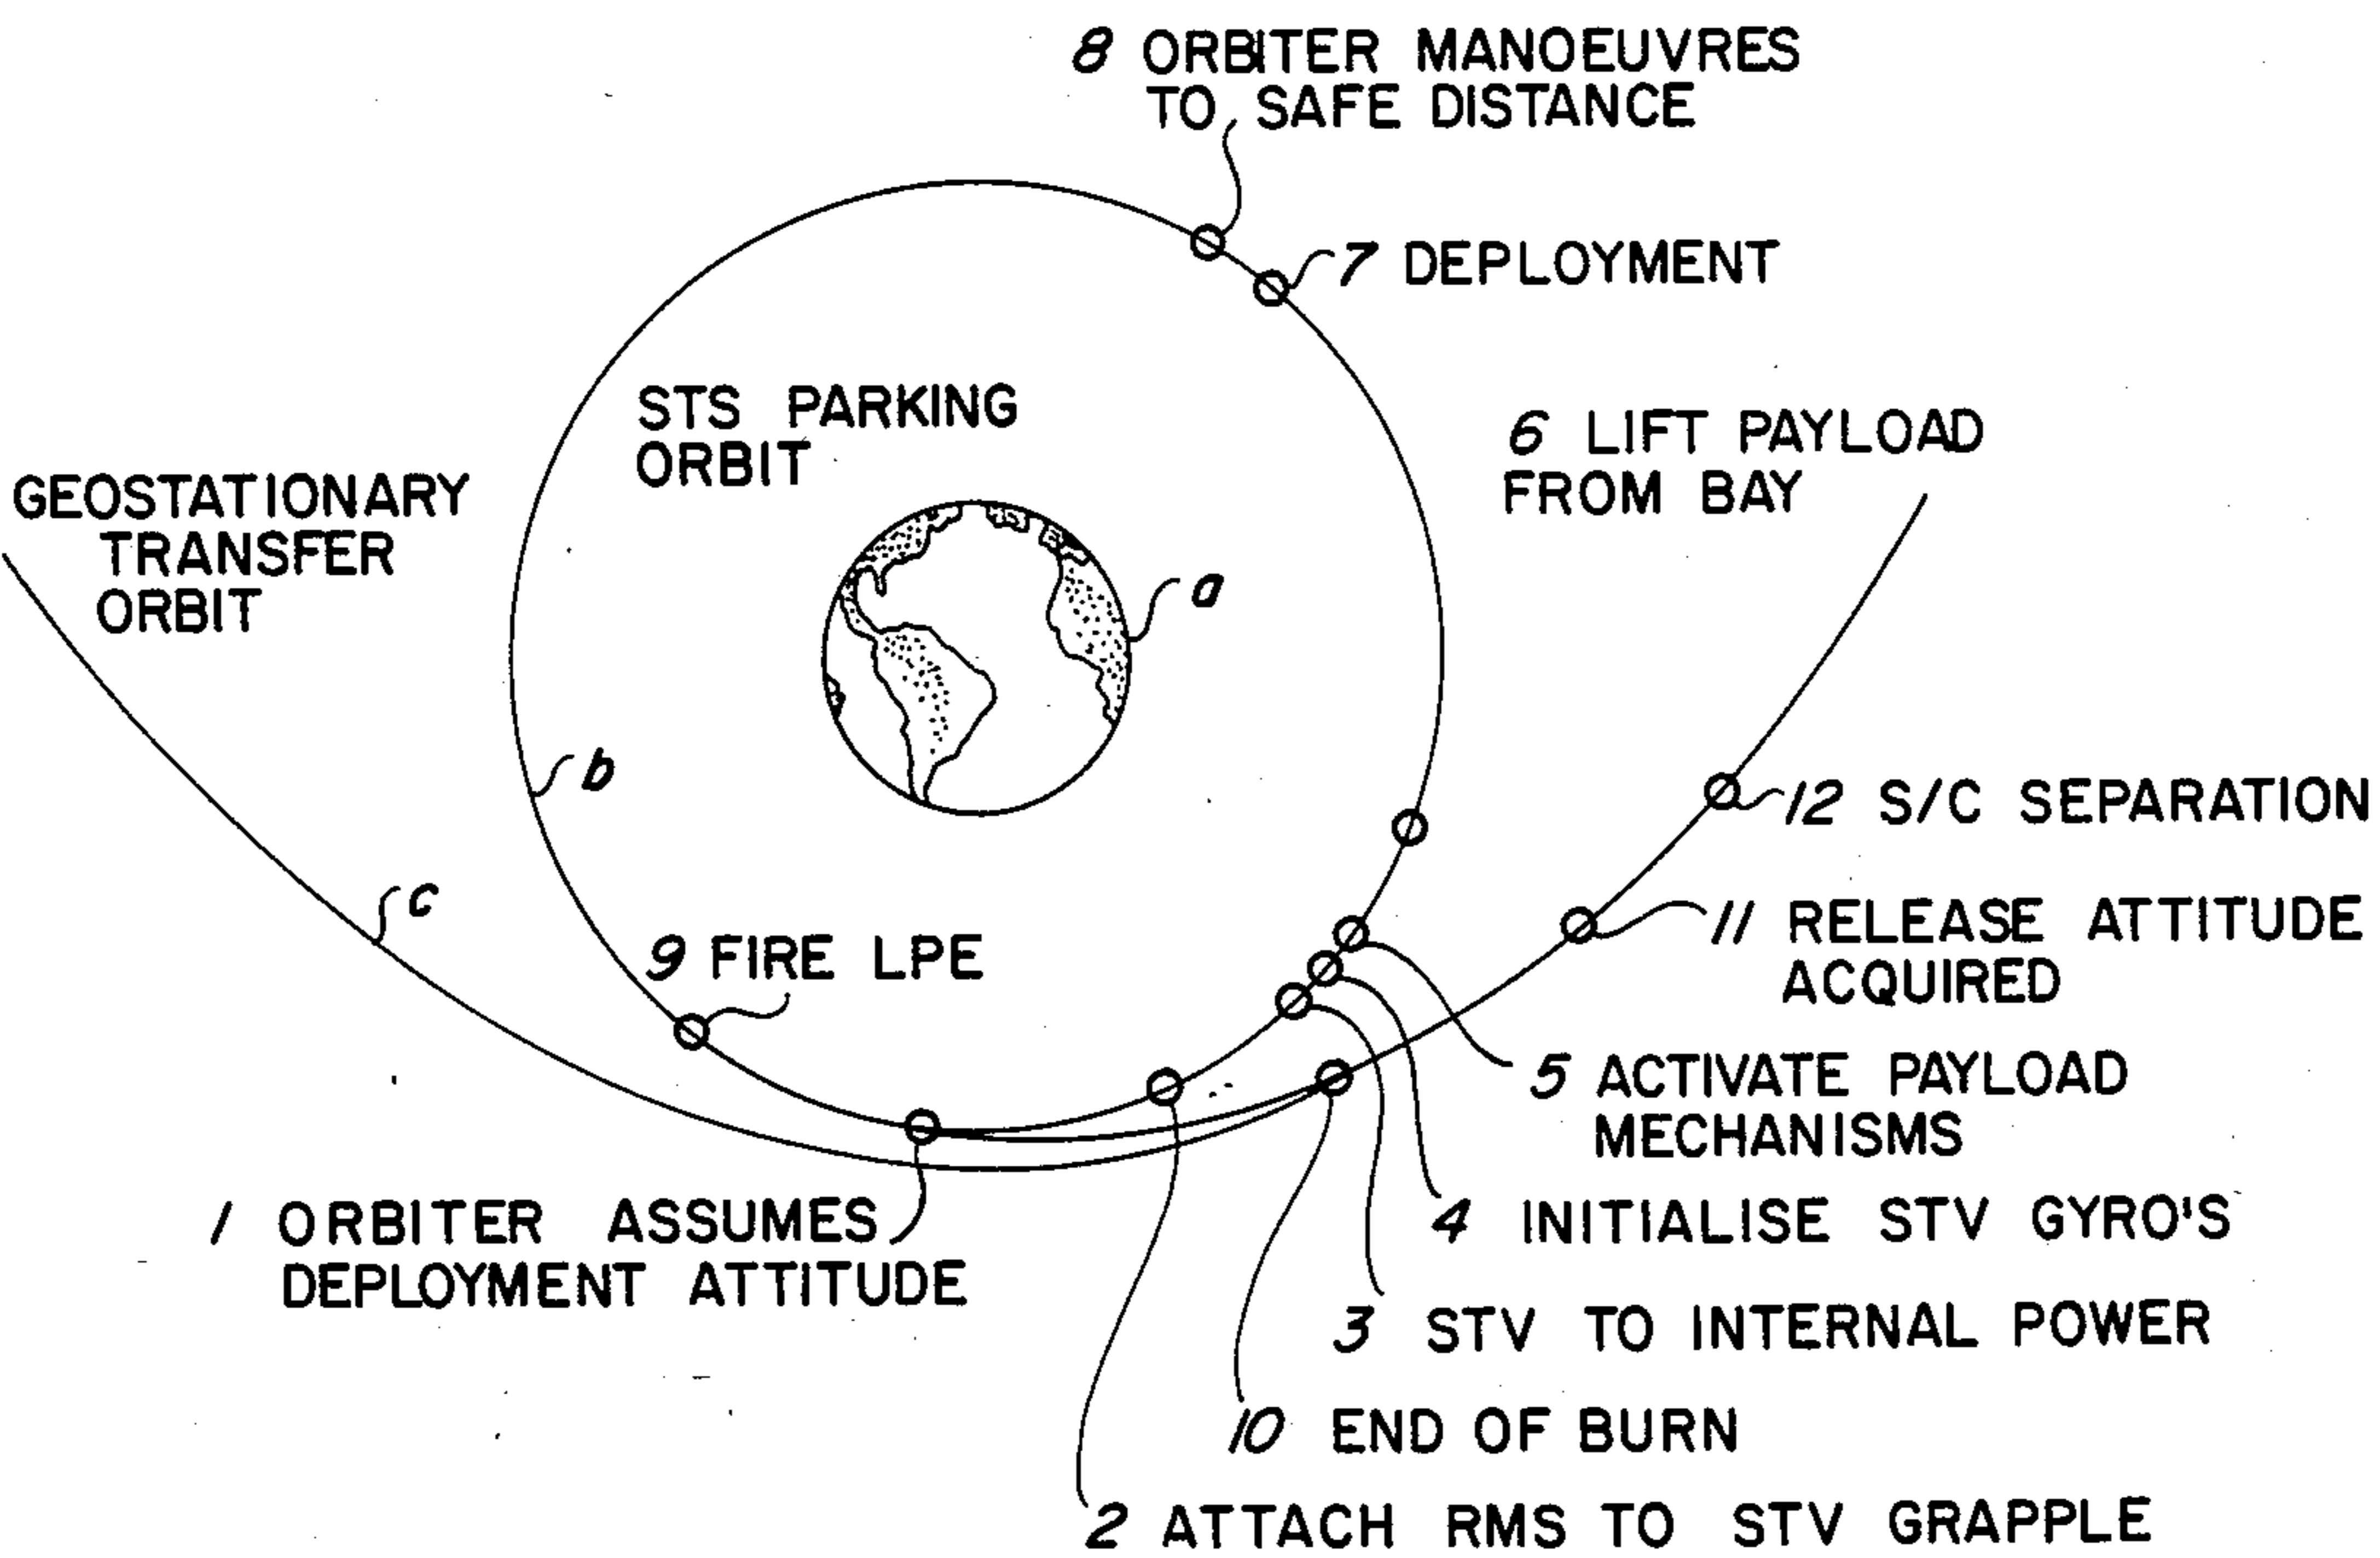 8 ORBITER MANOEUVRES
TO SAFE DISTANCE
7 DEPLOYMENT
STS PARKING
ORBIT
6 LIFT PAYLOAD
FROM BAY
GEOSTATIONARY
TRANSFER
ORBIT
a
b
12 S/C SEPARATION
c
11 RELEASE ATTITUDE
ACQUIRED
9 FIRE LPE
5 ACTIVATE PAYLOAD
MECHANISMS
1 ORBITER ASSUMES
DEPLOYMENT ATTITUDE
4 INITIALISE STV GYRO'S
3 STV TO INTERNAL POWER
10 END OF BURN
2 ATTACH RMS TO STV GRAPPLE